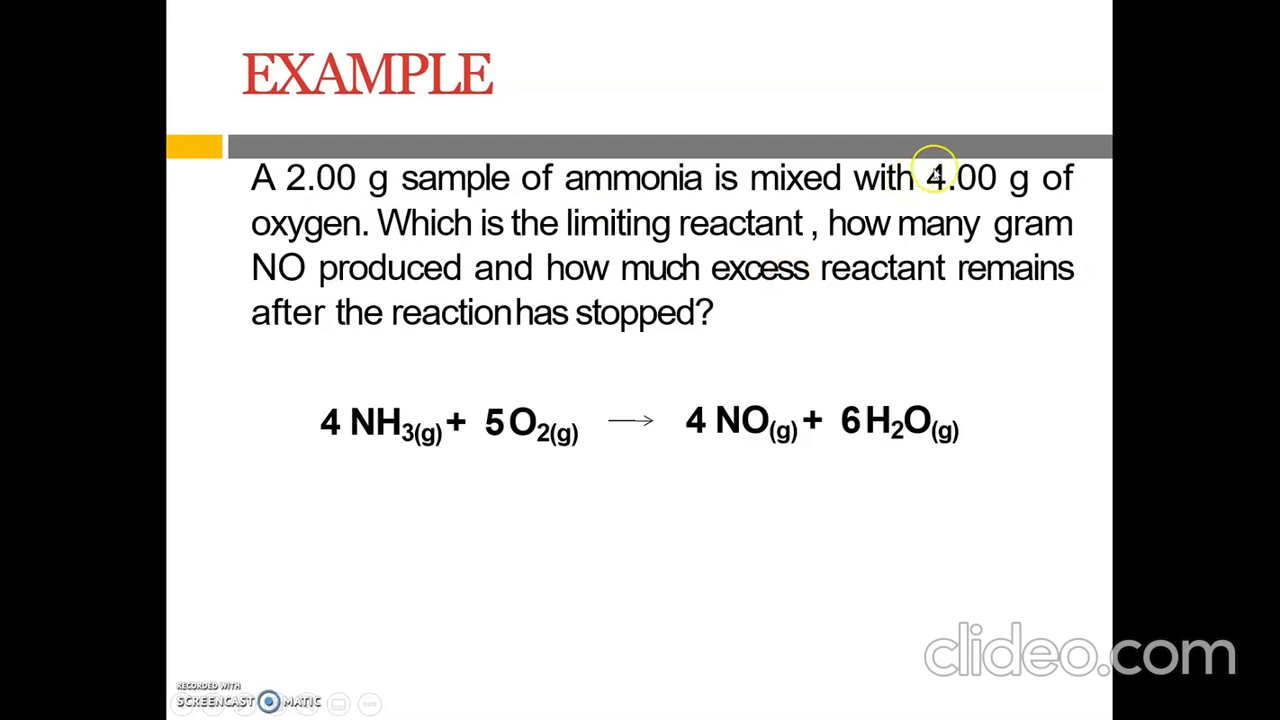 EXAMPLE
A 2.00 g sample of ammonia is mixed with 4.00 g of
oxygen. Which is the limiting reactant , how many gram
NO produced and how much excess reactant remains
after the reaction has stopped?
4 NH3(g) + 5 O2(g) → 4 NO(g) + 6 H2O(g)
clideo.com
RECORDED WITH
SCREENCAST MATIC